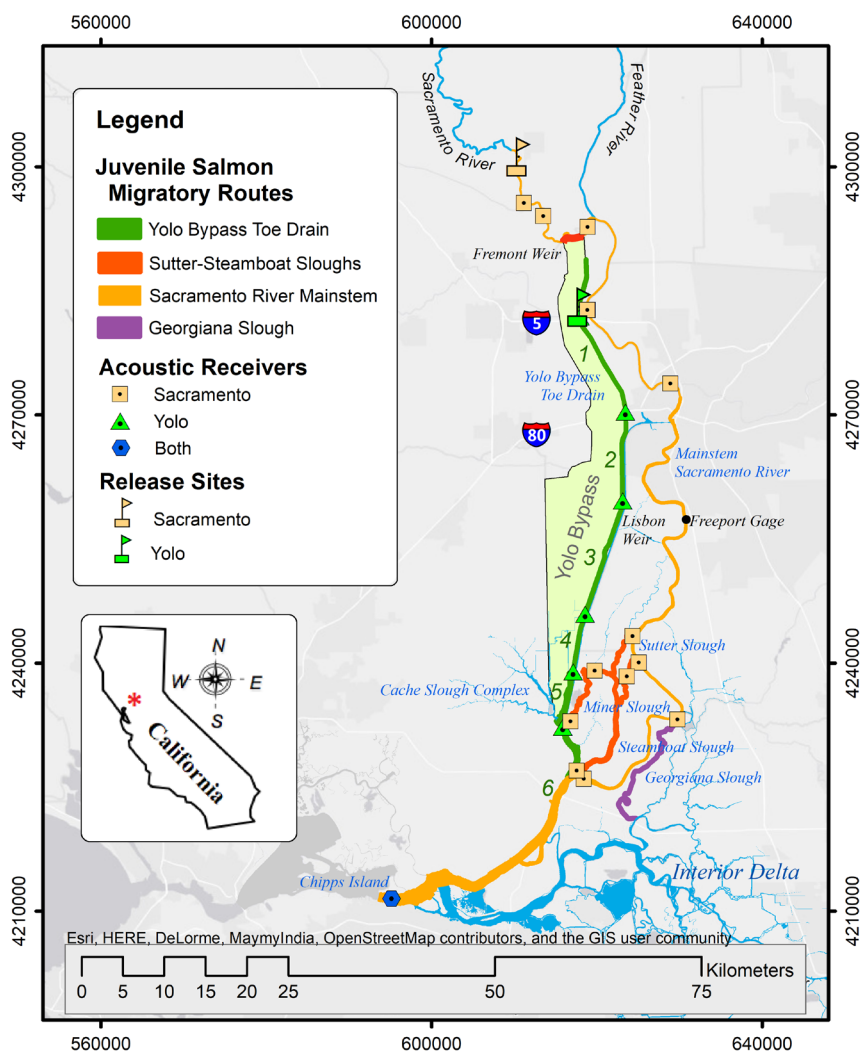 560000 600000 640000
Sacramento River
Feather River
Legend
Juvenile Salmon
Migratory Routes
Yolo Bypass Toe Drain
Sutter-Steamboat Sloughs
Sacramento River Mainstem
Georgiana Slough
Acoustic Receivers
Sacramento
Yolo
Both
Release Sites
Sacramento
Yolo
4300000 4300000
Fremont Weir
5
1
Yolo Bypass
Toe Drain
4270000 4270000
80
2
Mainstem
Sacramento River
Yolo Bypass
Lisbon
Weir
Freeport Gage
3
N
W E
S
*
California
4240000 4240000
4
Sutter Slough
Cache Slough Complex
5
Miner Slough
Steamboat Slough
Georgiana Slough
6
Chipps Island
Interior Delta
4210000 4210000
Esri, HERE, DeLorme, MaymyIndia, OpenStreetMap contributors, and the GIS user community
Kilometers
0 5 10 15 20 25 50 75
560000 600000 640000